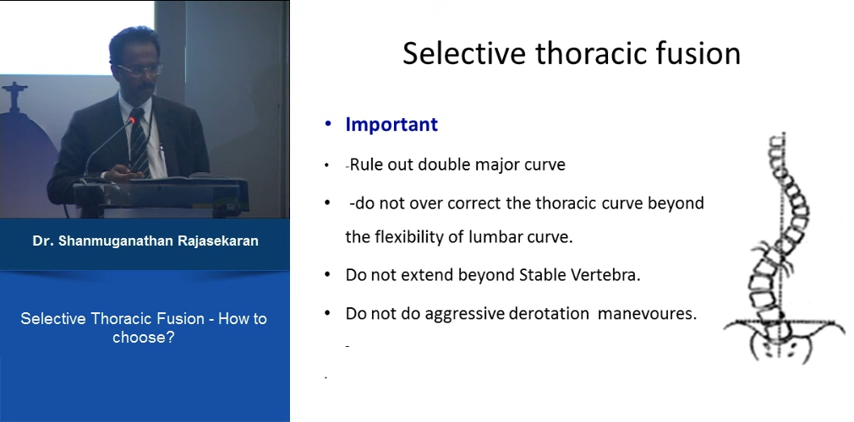 Dr. Shanmuganathan Rajasekaran
Selective Thoracic Fusion - How to
choose?
Selective thoracic fusion
• Important
• -Rule out double major curve
• -do not over correct the thoracic curve beyond
the flexibility of lumbar curve.
• Do not extend beyond Stable Vertebra.
• Do not do aggressive derotation manevoures.
-
.